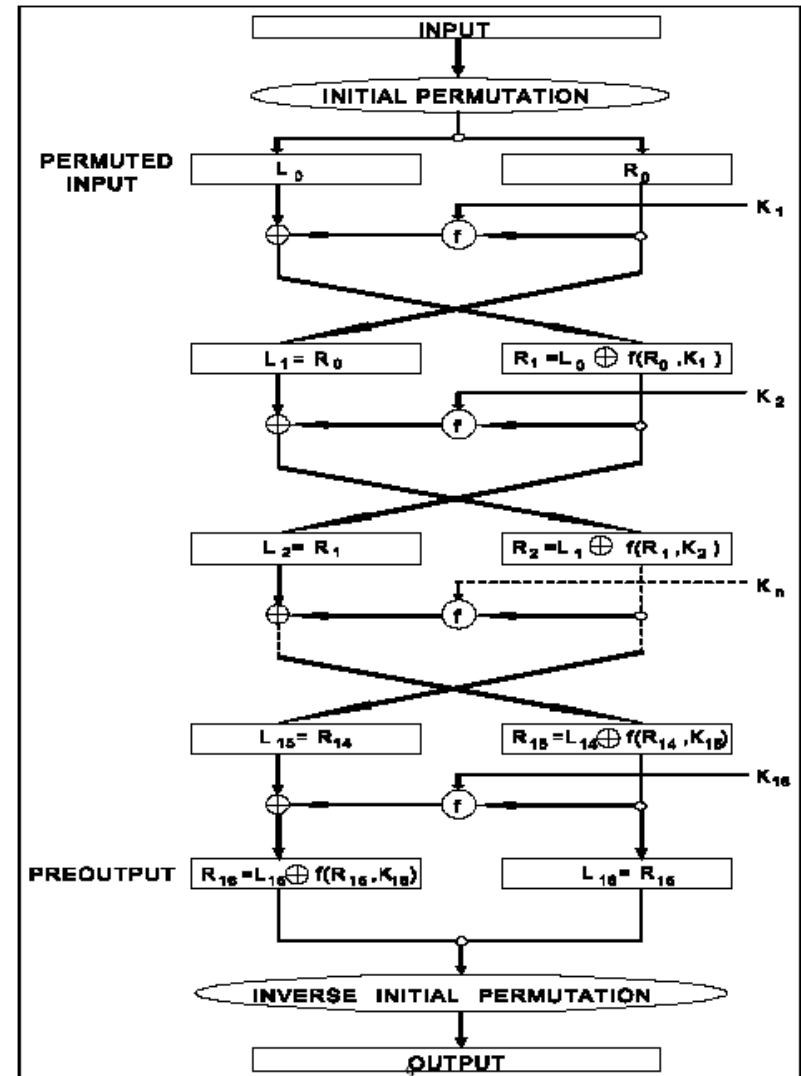 INPUT
INITIAL PERMUTATION
PERMUTED
INPUT
L₀
R₀
K₁
f
L₁ = R₀
R₁ = L₀ ⊕ f(R₀, K₁)
K₂
f
L₂ = R₁
R₂ = L₁ ⊕ f(R₁, K₂)
Kₙ
f
L₁₅ = R₁₄
R₁₅ = L₁₄ ⊕ f(R₁₄, K₁₅)
K₁₆
f
PREOUTPUT
R₁₆ = L₁₅ ⊕ f(R₁₅, K₁₆)
L₁₆ = R₁₅
INVERSE INITIAL PERMUTATION
OUTPUT